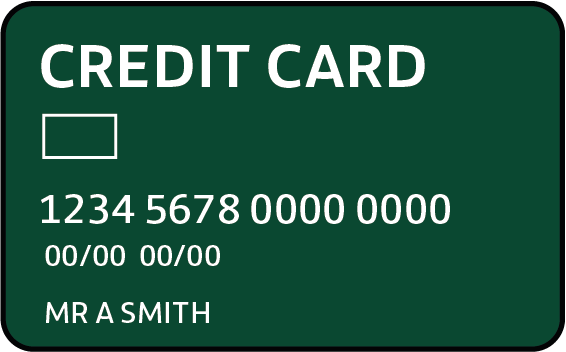 CREDIT CARD
1234 5678 0000 0000
00/00 00/00
MR A SMITH